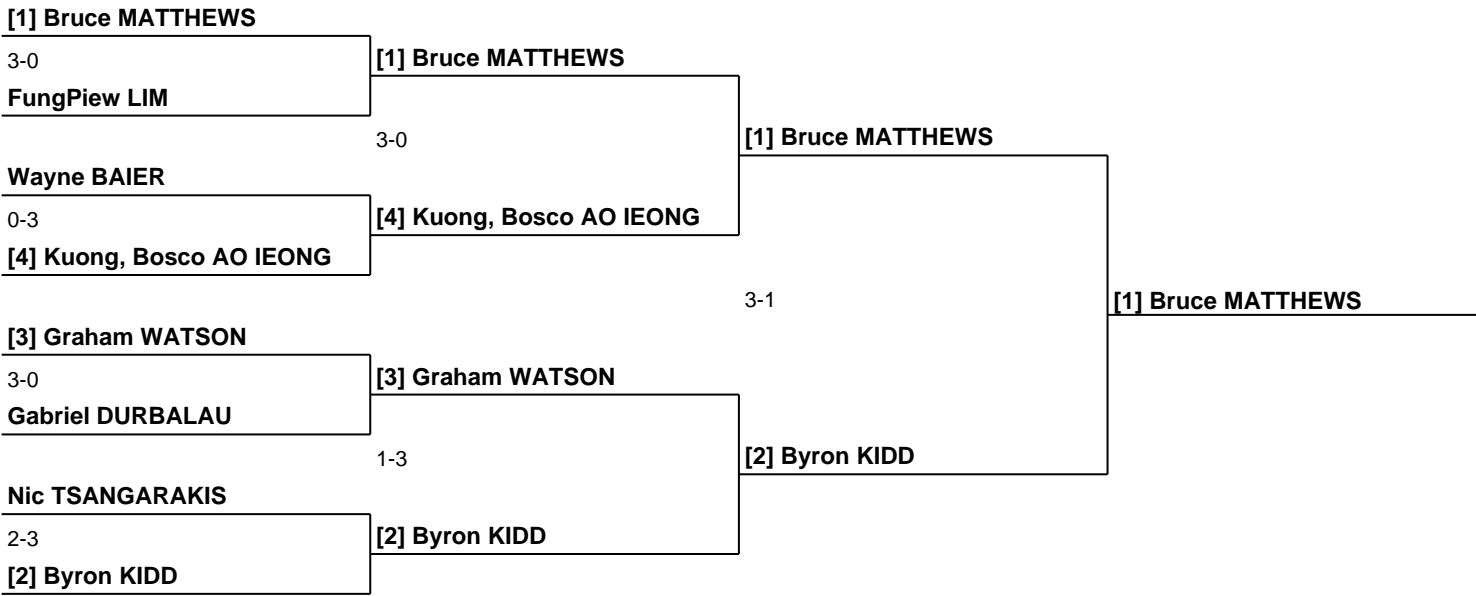 [1] Bruce MATTHEWS
3-0
[1] Bruce MATTHEWS
FungPiew LIM
3-0
[1] Bruce MATTHEWS
Wayne BAIER
0-3
[4] Kuong, Bosco AO IEONG
[4] Kuong, Bosco AO IEONG
3-1
[1] Bruce MATTHEWS
[3] Graham WATSON
3-0
[3] Graham WATSON
Gabriel DURBALAU
1-3
[2] Byron KIDD
Nic TSANGARAKIS
2-3
[2] Byron KIDD
[2] Byron KIDD